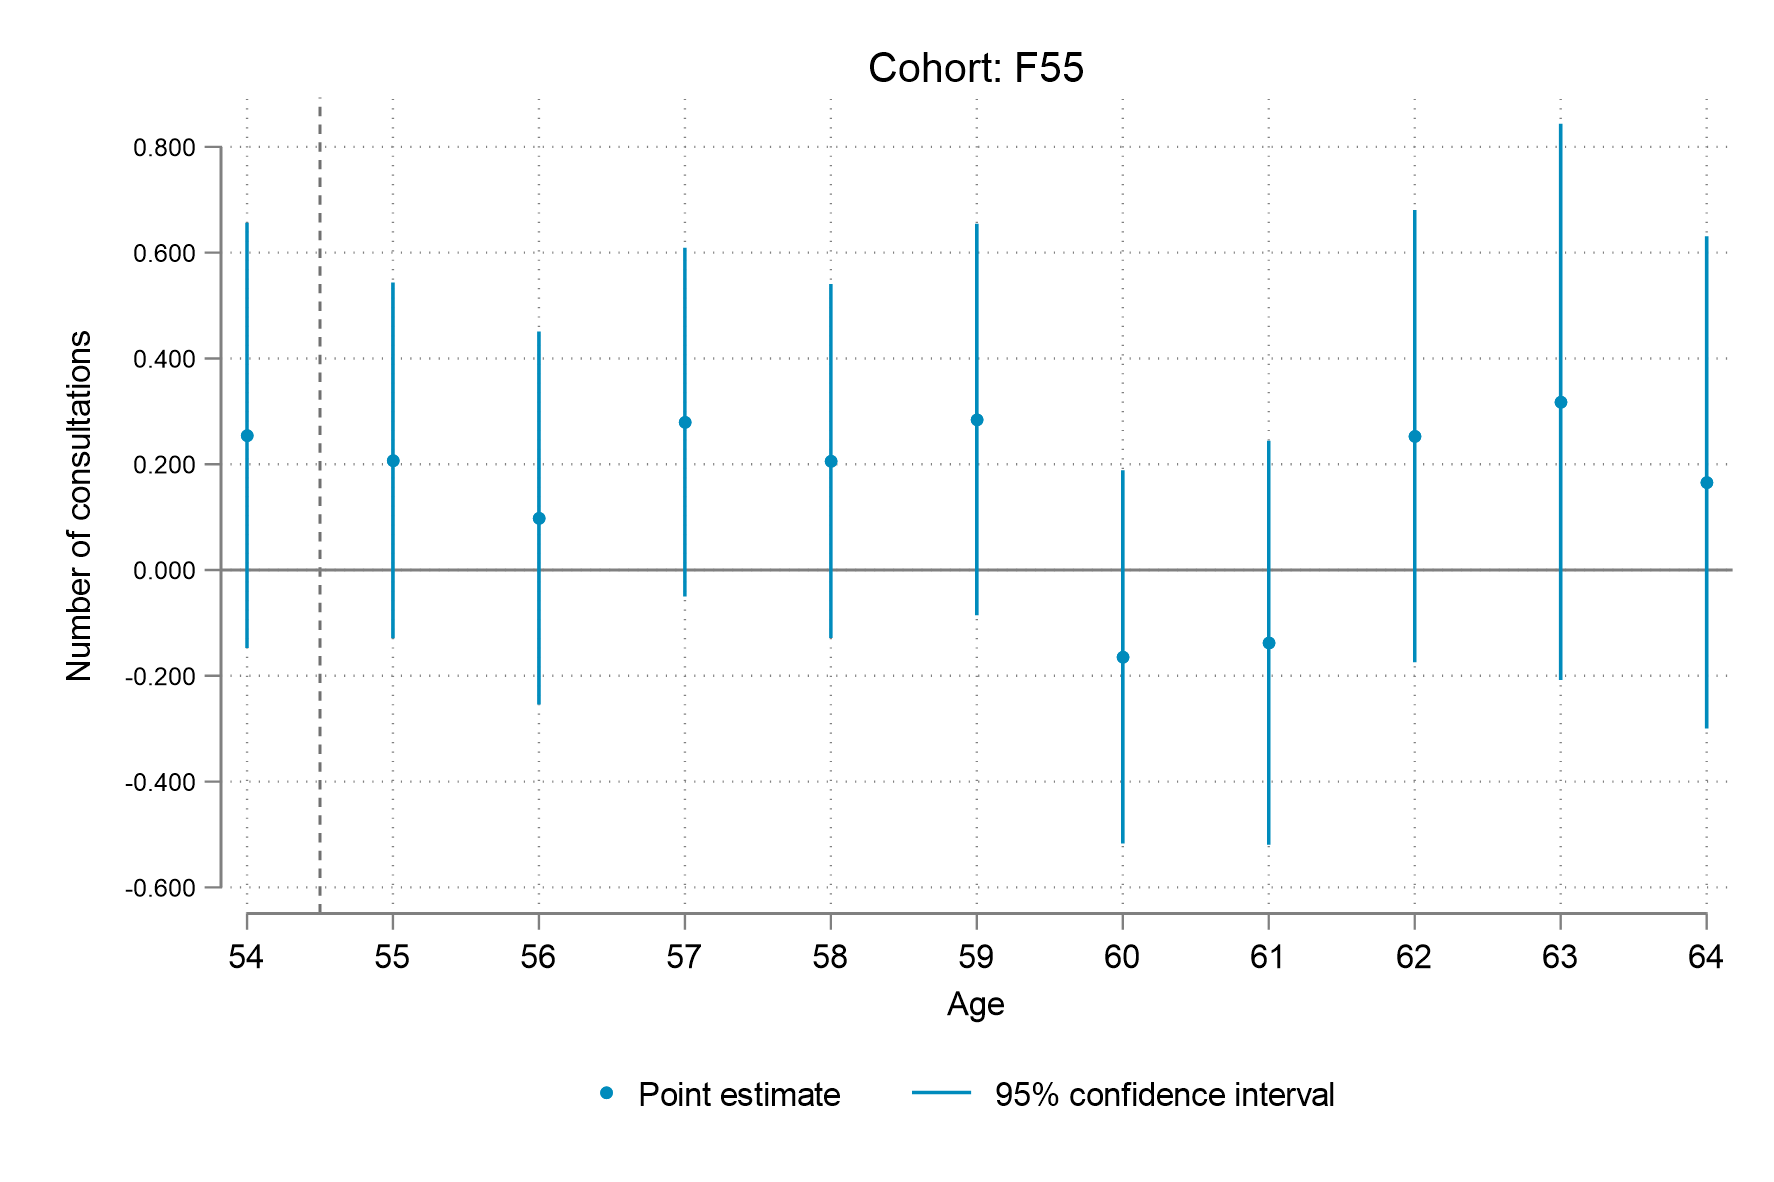 Cohort: F55
Number of consultations
0.800
0.600
0.400
0.200
0.000
-0.200
-0.400
-0.600
54 55 56 57 58 59 60 61 62 63 64
Age
Point estimate 95% confidence interval